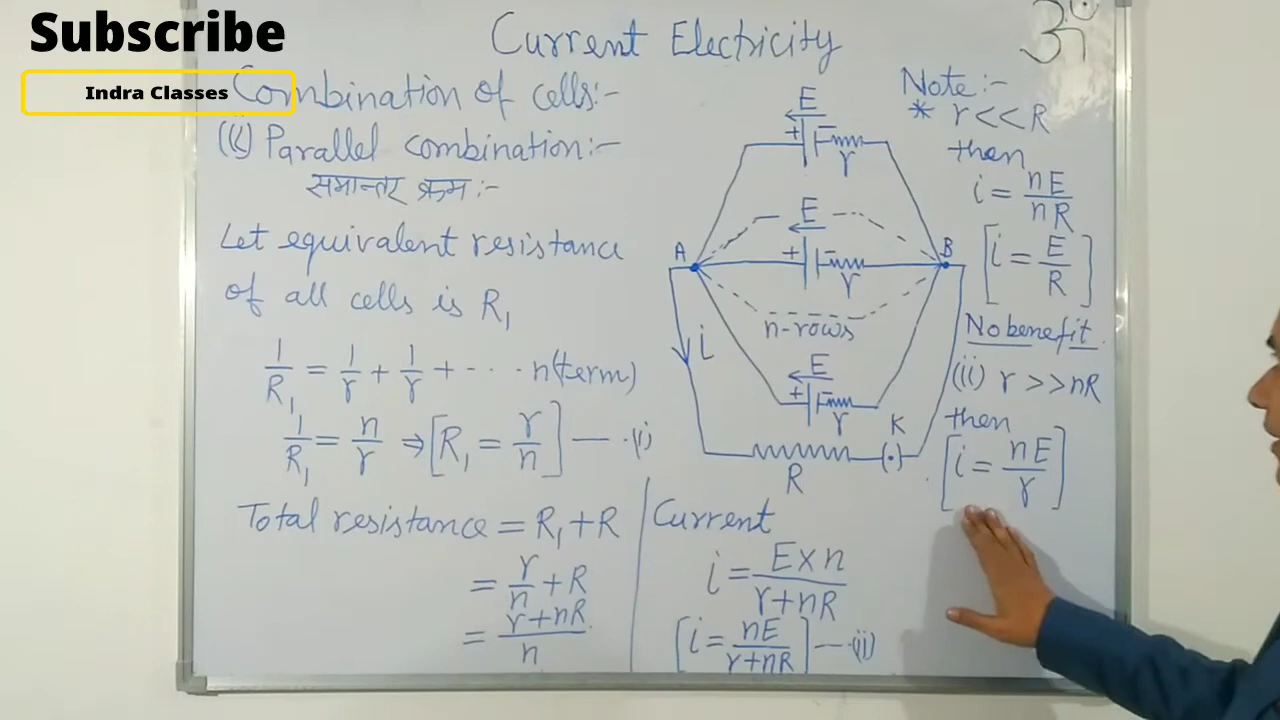 Subscribe
Indra Classes
Current Electricity
ॐ
Combination of cells:-
(ii) Parallel combination:-
समान्तर क्रम:-
Let equivalent resistance
of all cells is R₁
1/R₁ = 1/r + 1/r + ---- n(term)
1/R₁ = n/r ⇒ [R₁ = r/n] — (i)
Total resistance = R₁ + R
= r/n + R
= r+nR/n
E
+ -
r
E
A
+ -
r
B
n-rows
i
E
+ -
r
K
R
Current
i = E×n/r+nR
[i = nE/r+nR] — (ii)
Note:-
* r<<R
then
i = nE/nR
[i = E/R]
No benefit
(ii) r >>nR
then
[i = nE/r]